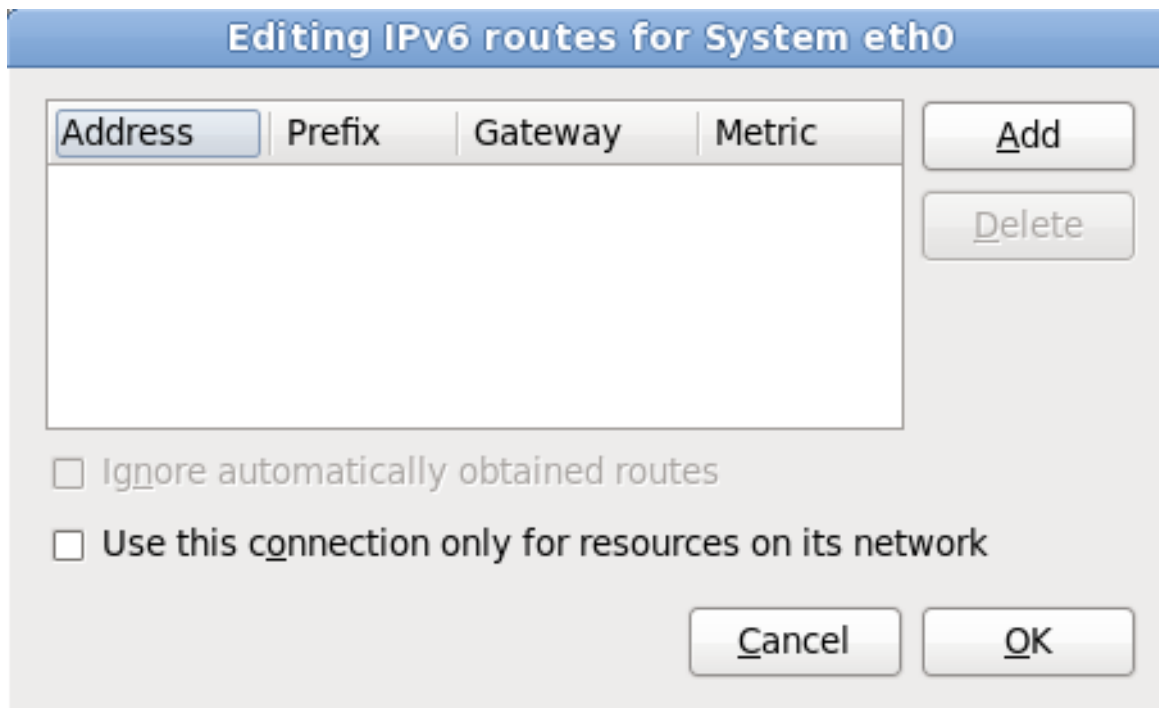 Editing IPv6 routes for System eth0
Address Prefix Gateway Metric
Add
Delete
Ignore automatically obtained routes
Use this connection only for resources on its network
Cancel OK